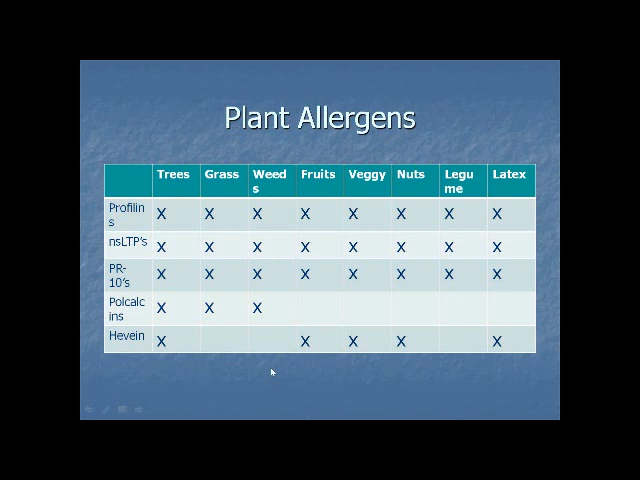 Plant Allergens
Trees Grass Weed Fruits Veggy Nuts Legu Latex
s me
Profilin X X X X X X X X
s
nsLTP's X X X X X X X X
PR- X X X X X X X X
10's
Polcalc X X X
ins
Hevein X X X X X